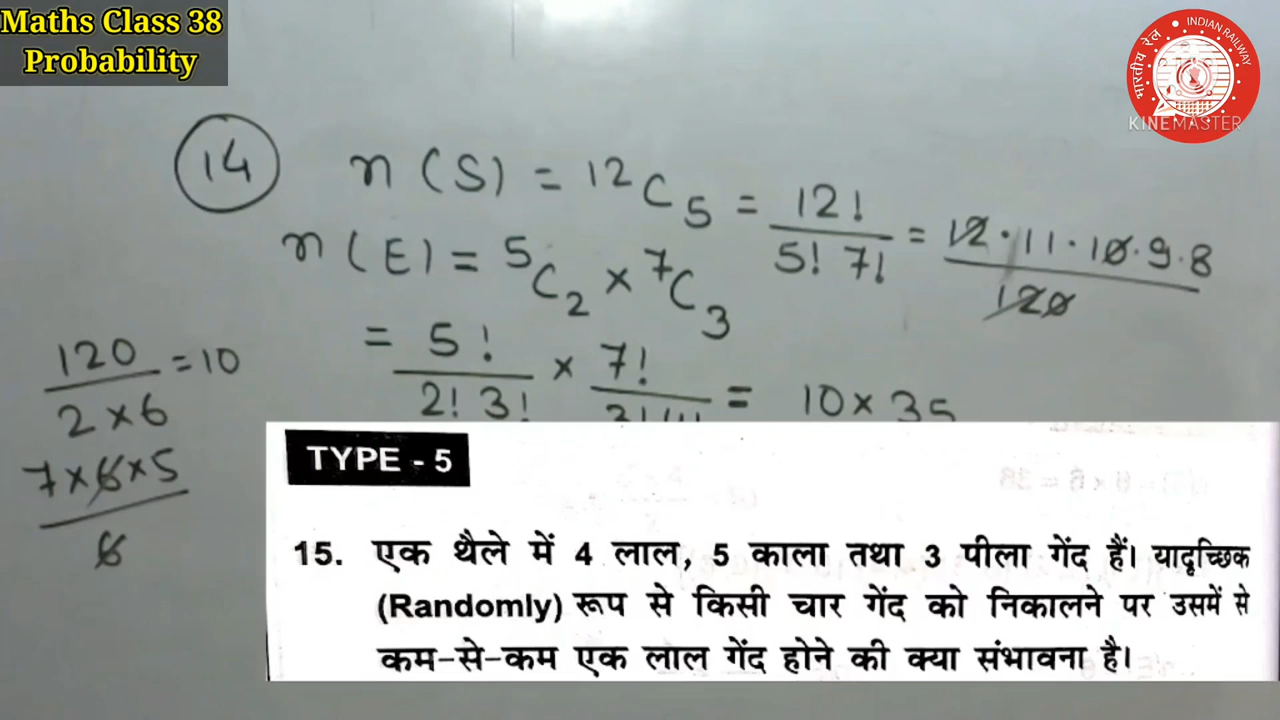 Maths Class 38
Probability
भारतीय रेल • INDIAN RAILWAY
KINEMASTER
14
n(S) = ¹²C₅ = 12!/5! 7! = 12·11·10·9·8/120
n(E) = ⁵C₂ × ⁷C₃
= 5!/2! 3! × 7!/3! 4! = 10×35
120/2×6 = 10
7×6×5/6
TYPE - 5
15. एक थैले में 4 लाल, 5 काला तथा 3 पीला गेंद हैं। यादृच्छिक
(Randomly) रूप से किसी चार गेंद को निकालने पर उसमें से
कम-से-कम एक लाल गेंद होने की क्या संभावना है।